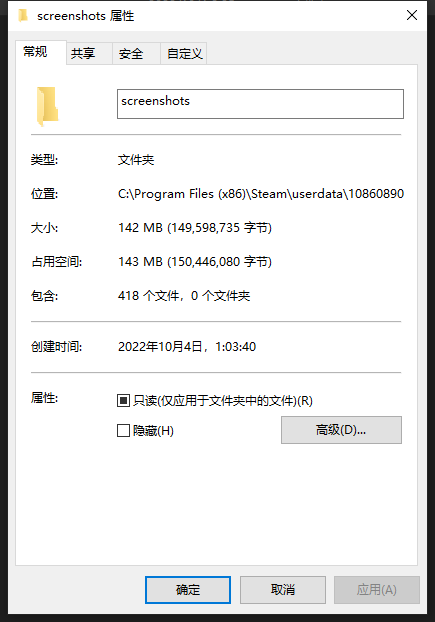 screenshots 属性
常规 共享 安全 自定义
screenshots
类型: 文件夹
位置: C:\Program Files (x86)\Steam\userdata\10860890
大小: 142 MB (149,598,735 字节)
占用空间: 143 MB (150,446,080 字节)
包含: 418 个文件，0 个文件夹
创建时间: 2022年10月4日，1:03:40
属性: 只读(仅应用于文件夹中的文件)(R)
隐藏(H) 高级(D)...
确定 取消 应用(A)